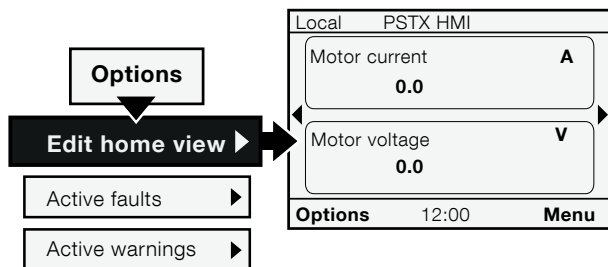 Options
Edit home view
Active faults
Active warnings
Local PSTX HMI
Motor current A
0.0
Motor voltage V
0.0
Options 12:00 Menu